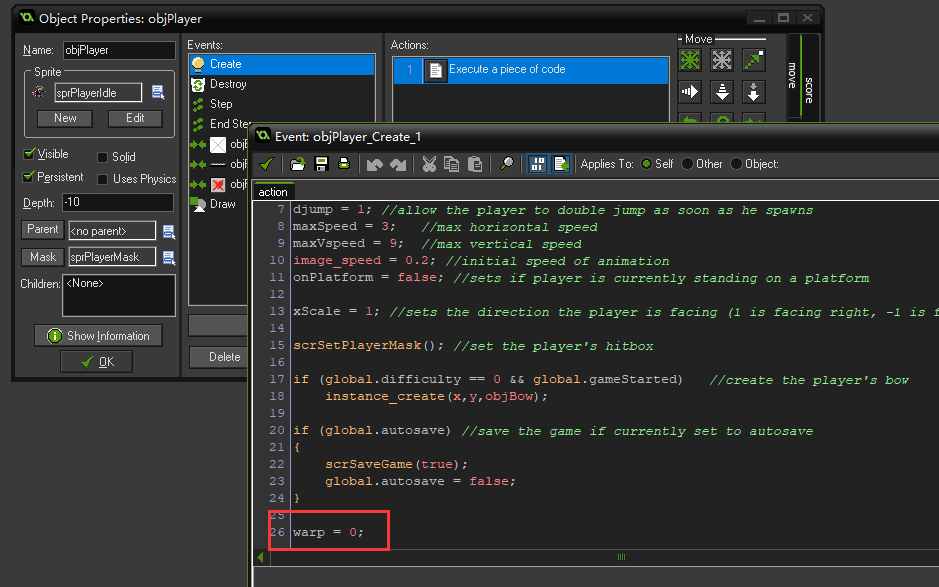 Object Properties: objPlayer
Name: objPlayer
Sprite
sprPlayerIdle
New Edit
Visible Solid
Persistent Uses Physics
Depth: -10
Parent <no parent>
Mask sprPlayerMask
Children: <None>
Show Information
OK
Events:
Create
Destroy
Step
End Step
Draw
Delete
Actions:
1 Execute a piece of code
Move
move
score
Event: objPlayer_Create_1
Applies To: Self Other Object:
action
7 djump = 1; //allow the player to double jump as soon as he spawns
8 maxSpeed = 3; //max horizontal speed
9 maxVspeed = 9; //max vertical speed
10 image_speed = 0.2; //initial speed of animation
11 onPlatform = false; //sets if player is currently standing on a platform
12
13 xScale = 1; //sets the direction the player is facing (1 is facing right, -1 is f
14
15 scrSetPlayerMask(); //set the player's hitbox
16
17 if (global.difficulty == 0 && global.gameStarted) //create the player's bow
18 instance_create(x,y,objBow);
19
20 if (global.autosave) //save the game if currently set to autosave
21 {
22 scrSaveGame(true);
23 global.autosave = false;
24 }
25
26 warp = 0;